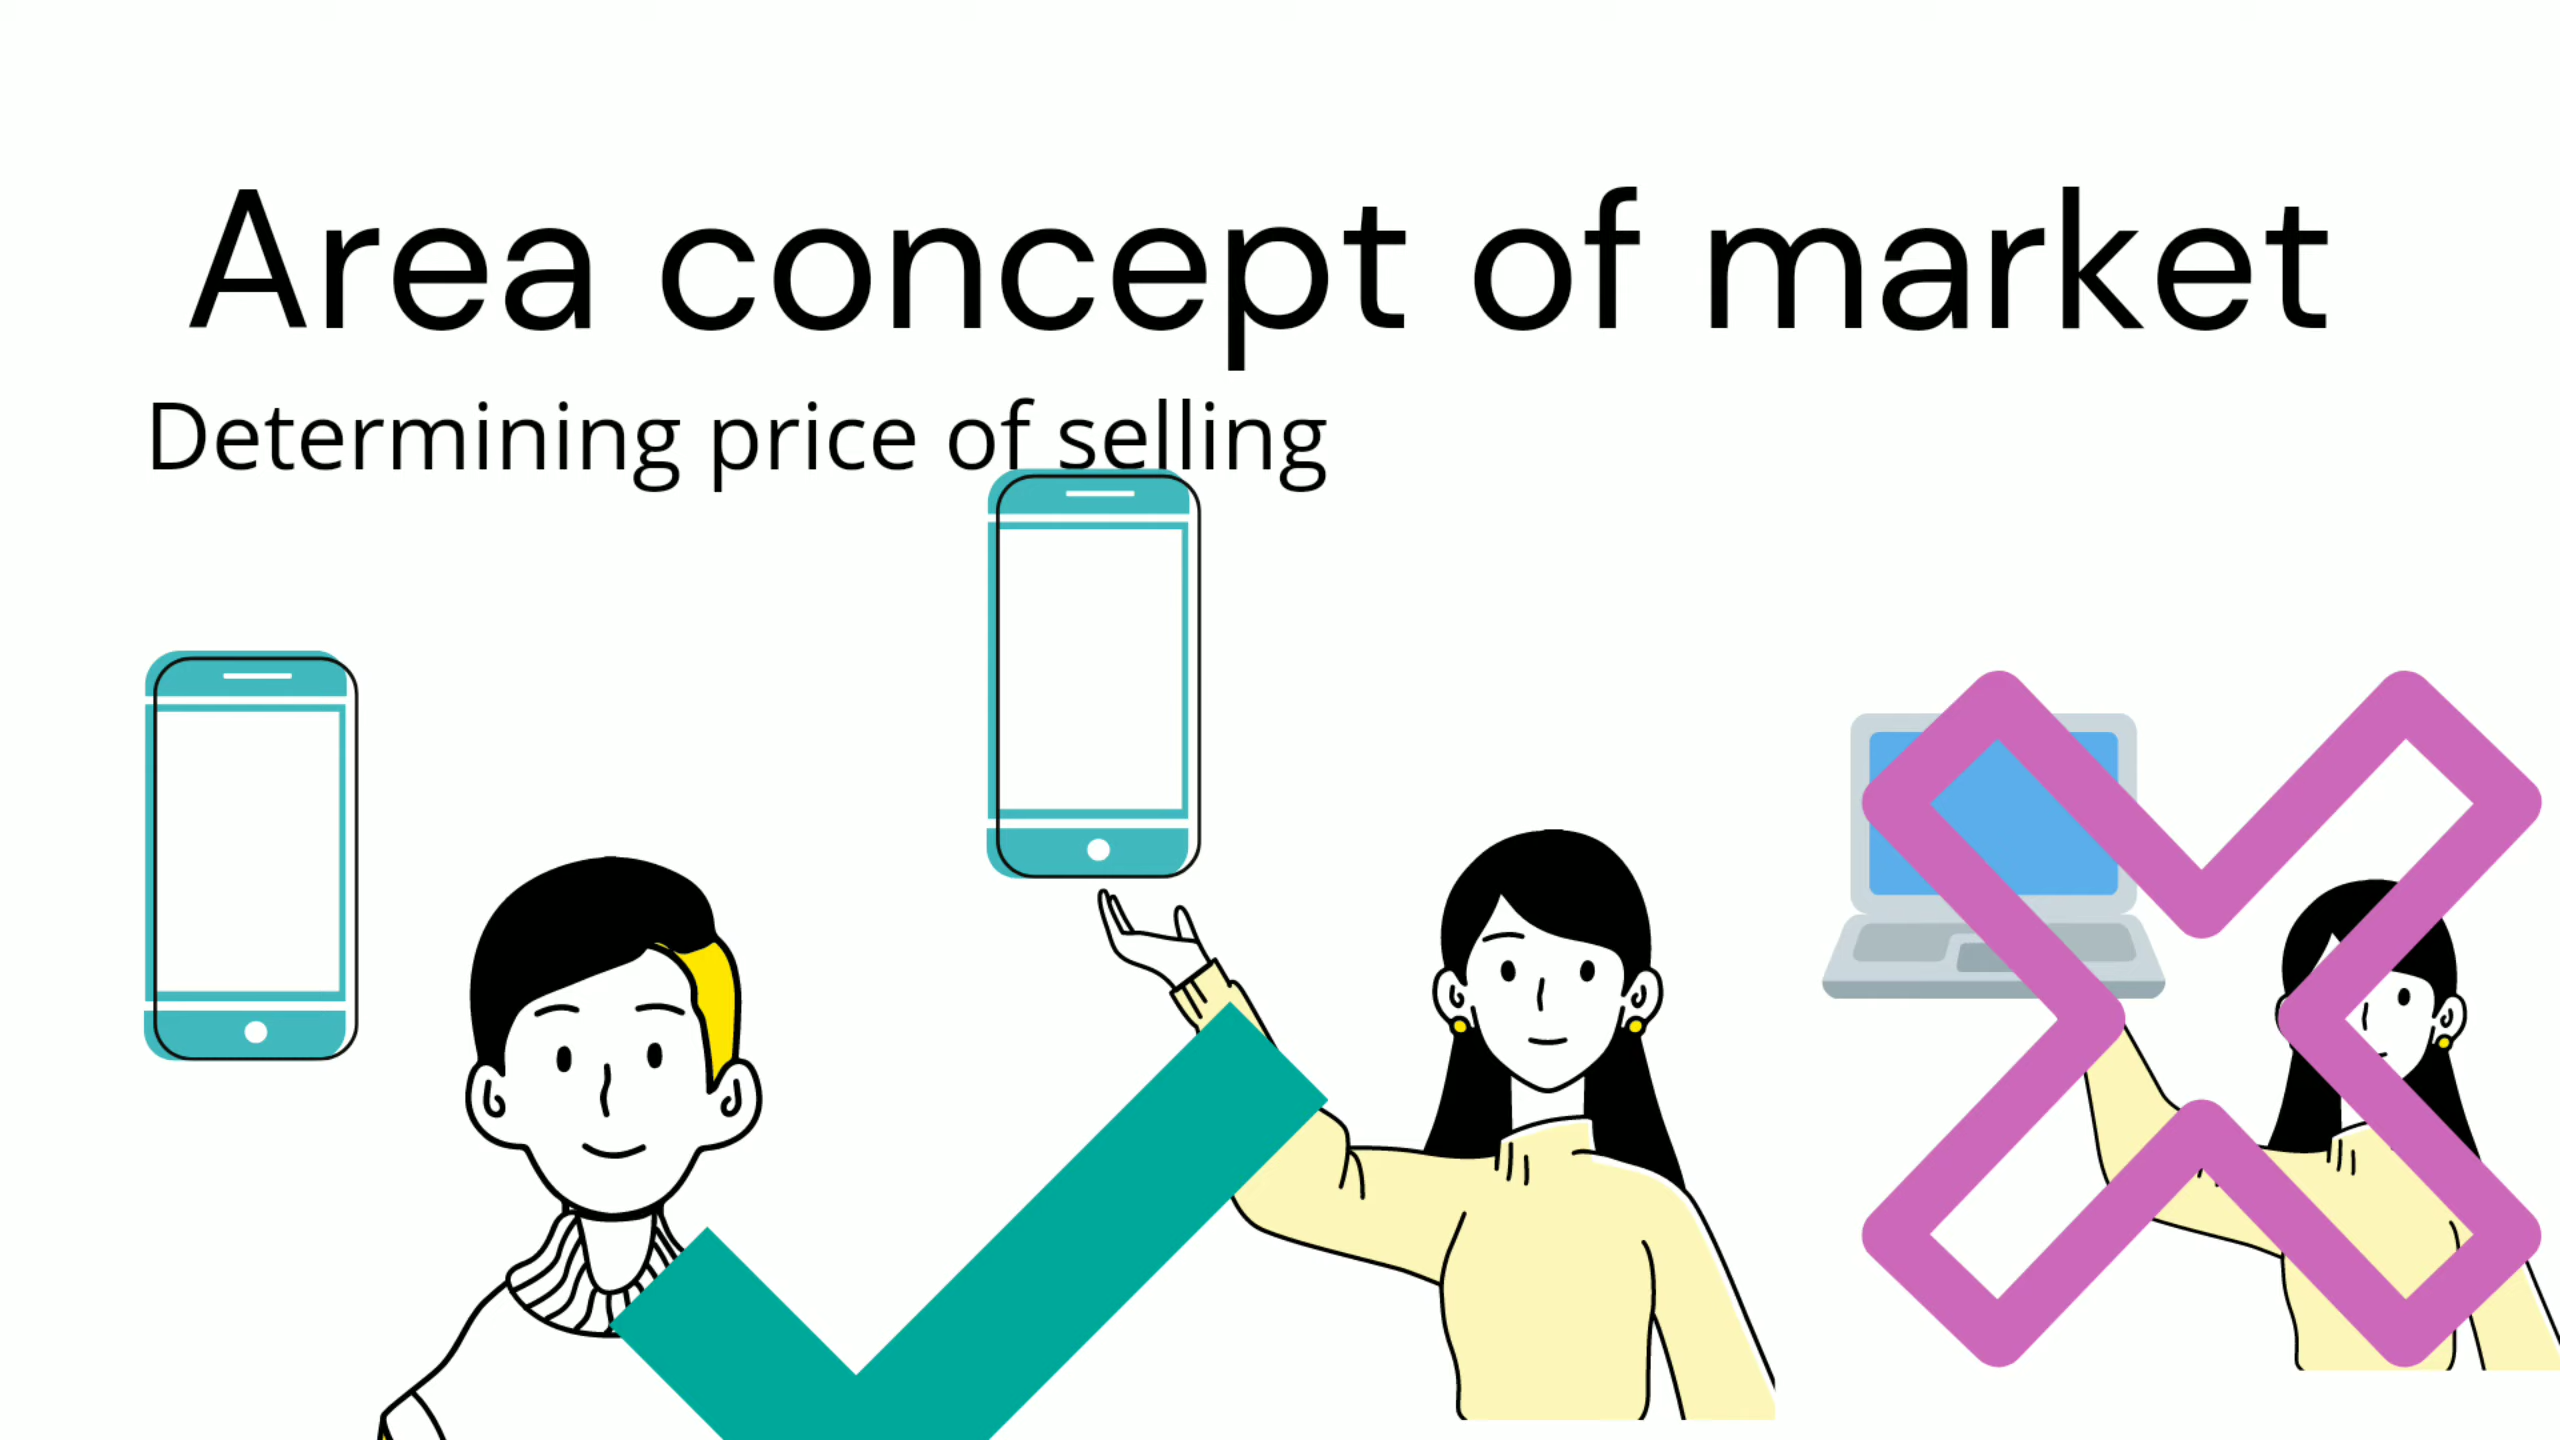 Area concept of market
Determining price of selling